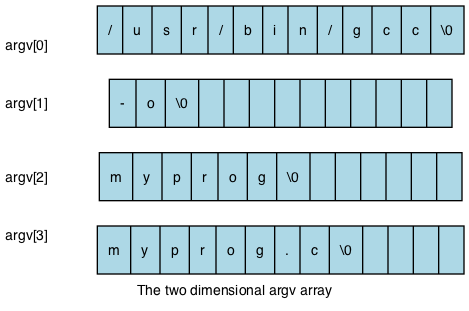 argv[0] / u s r / b i n / g c c \0
argv[1] - o \0
argv[2] m y p r o g \0
argv[3] m y p r o g . c \0
The two dimensional argv array